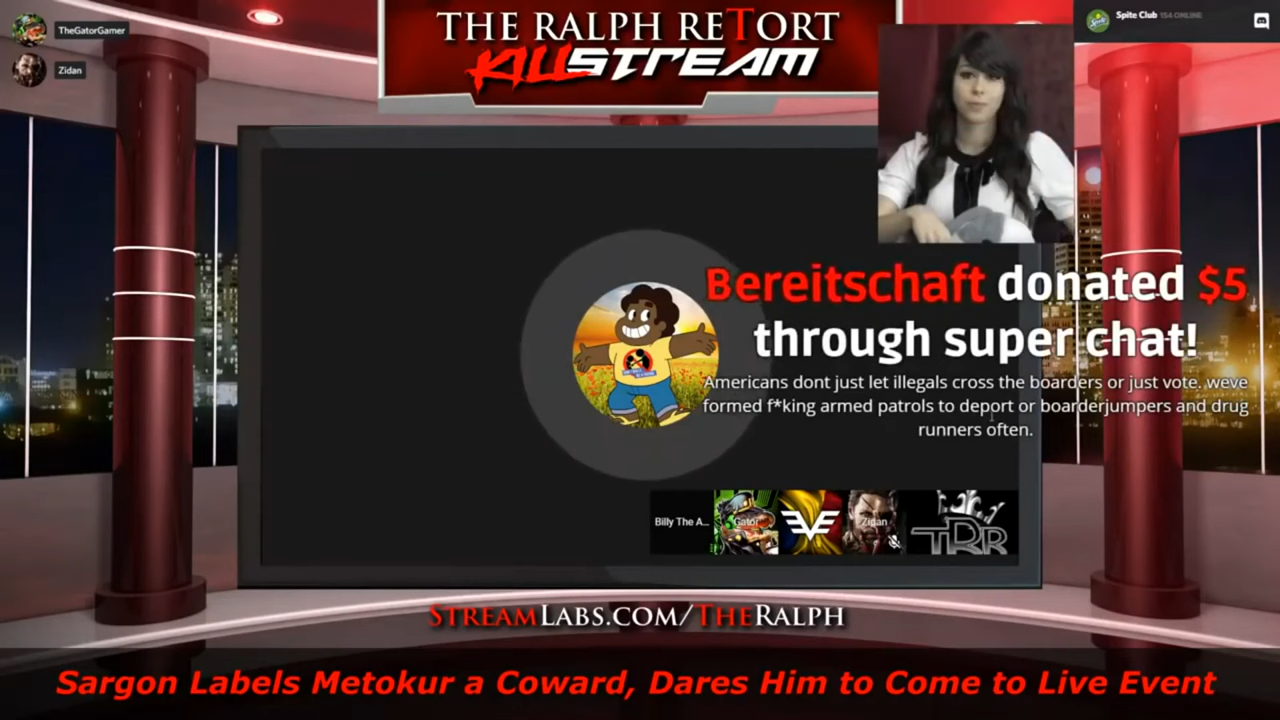 TheGatorGamer
Zidan
THE RALPH RETORT
KILLSTREAM
Spite Club 154 ONLINE
Bereitschaft donated $5
through super chat!
Americans dont just let illegals cross the boarders or just vote. weve
formed f*king armed patrols to deport or boarderjumpers and drug
runners often.
Billy The A...
Gator
Zidan
TRR
STREAMLABS.COM/THERALPH
Sargon Labels Metokur a Coward, Dares Him to Come to Live Event